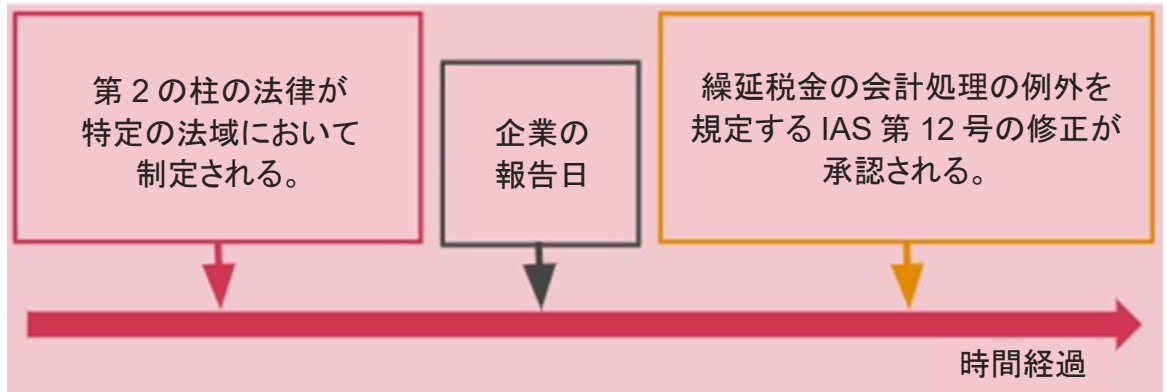 第 2 の柱の法律が
特定の法域において
制定される。
企業の
報告日
繰延税金の会計処理の例外を
規定する IAS 第 12 号の修正が
承認される。
時間経過